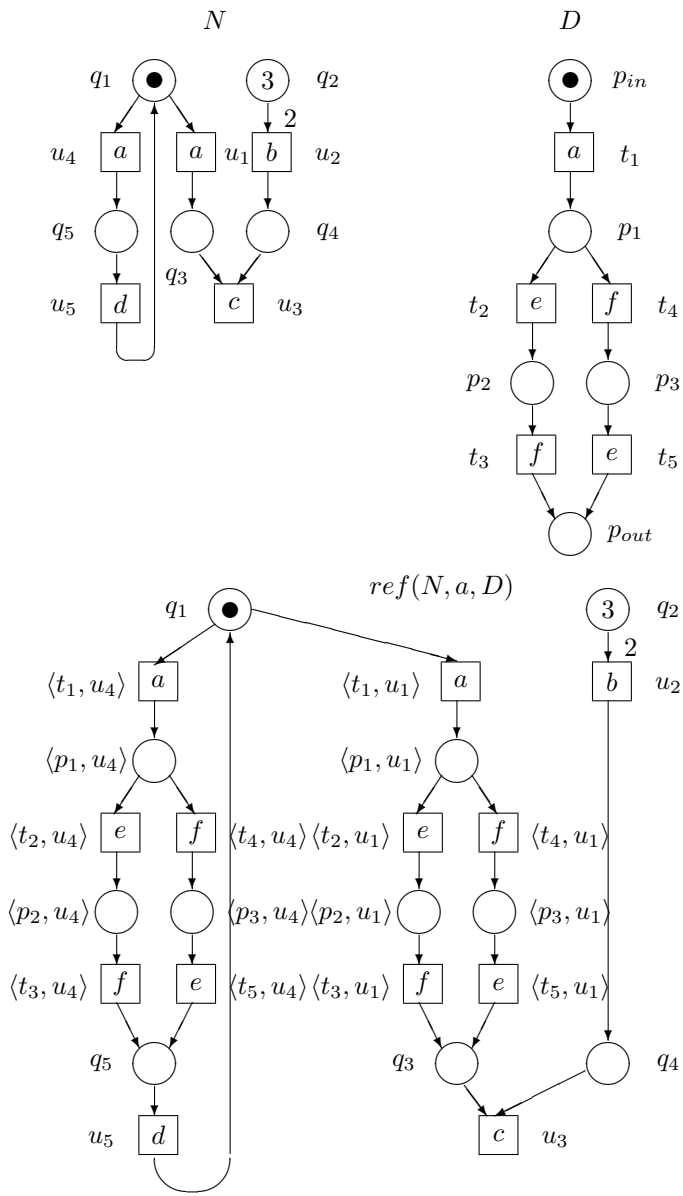 N D
q1 3 q2 pin
2
u4 a a u1 b u2 a t1
q5 q4 p1
q3
u5 d c u3 t2 e f t4
p2 p3
t3 f e t5
pout
ref(N, a, D)
q1 3 q2
2
⟨t1, u4⟩ a ⟨t1, u1⟩ a b u2
⟨p1, u4⟩ ⟨p1, u1⟩
⟨t2, u4⟩ e f ⟨t4, u4⟩ ⟨t2, u1⟩ e f ⟨t4, u1⟩
⟨p2, u4⟩ ⟨p3, u4⟩ ⟨p2, u1⟩ ⟨p3, u1⟩
⟨t3, u4⟩ f e ⟨t5, u4⟩ ⟨t3, u1⟩ f e ⟨t5, u1⟩
q5 q3 q4
u5 d c u3